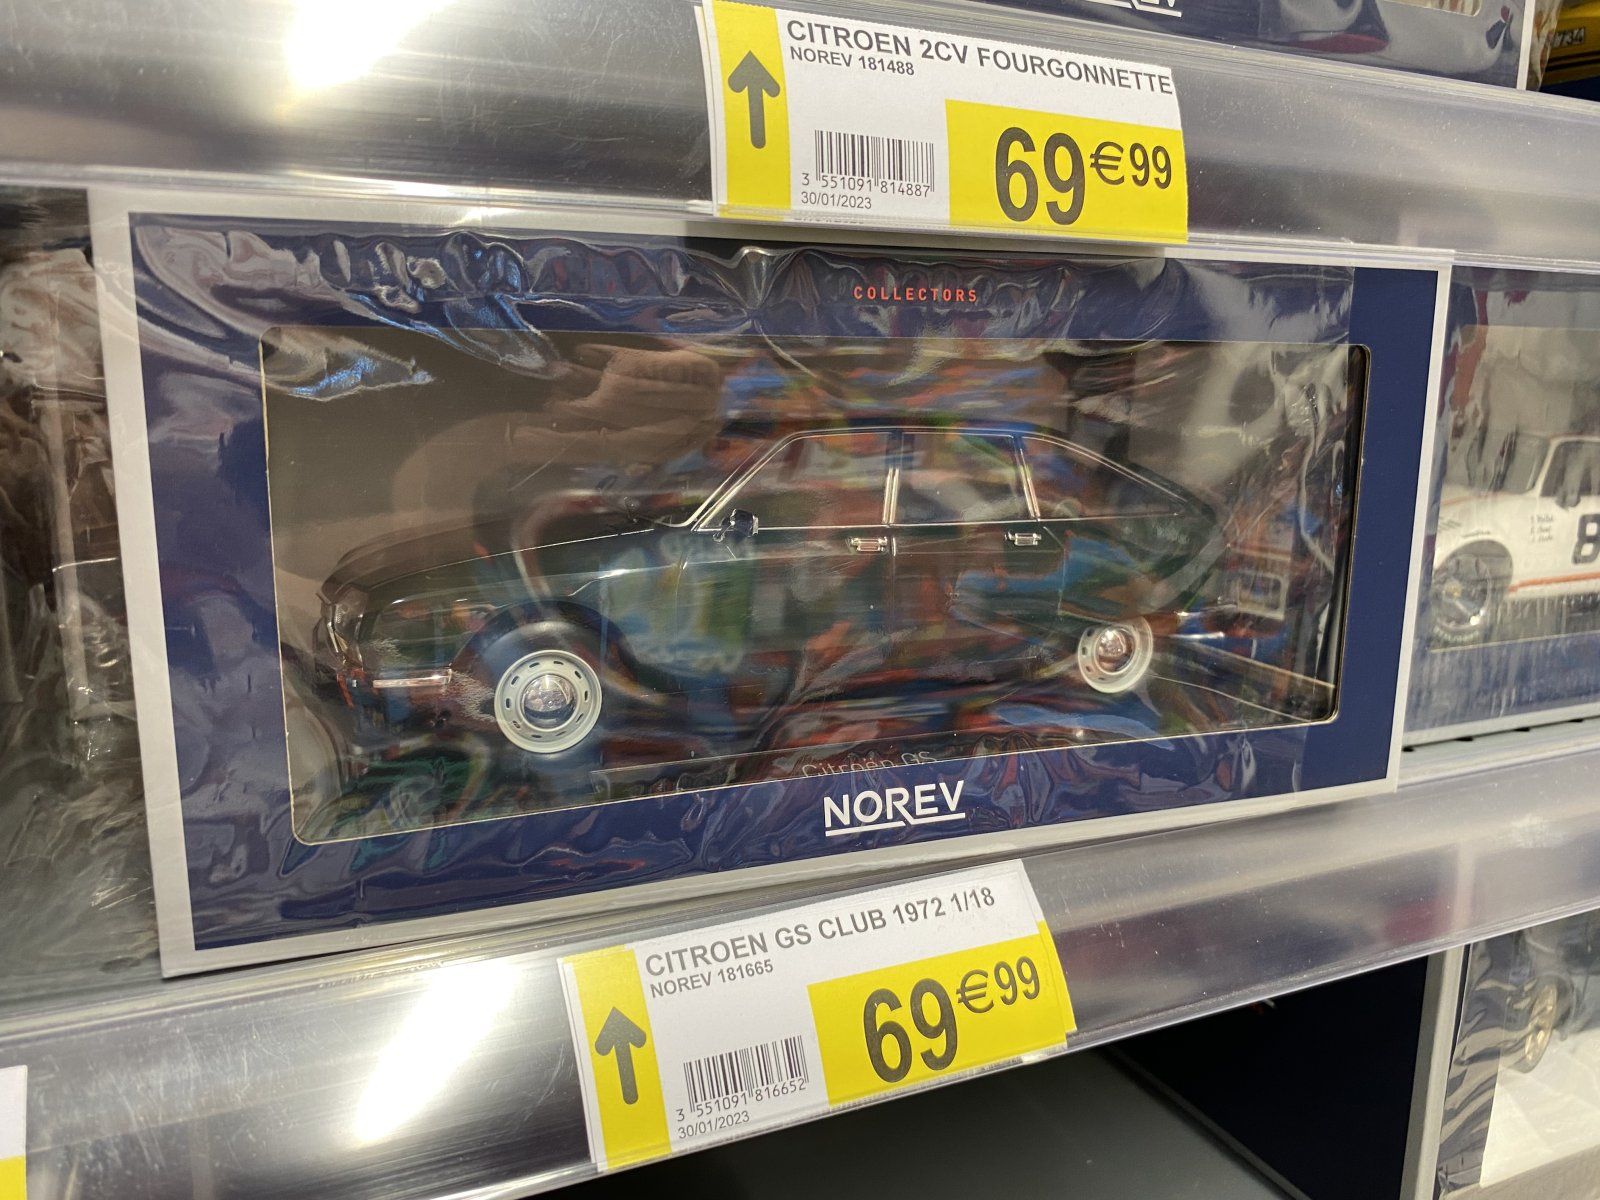 CITROEN 2CV FOURGONNETTE
NOREV 181488
69€99
3 551091 814887
30/01/2023
COLLECTORS
8
Citroën GS
NOREV
CITROEN GS CLUB 1972 1/18
NOREV 181665
69€99
3 551091 816652
30/01/2023